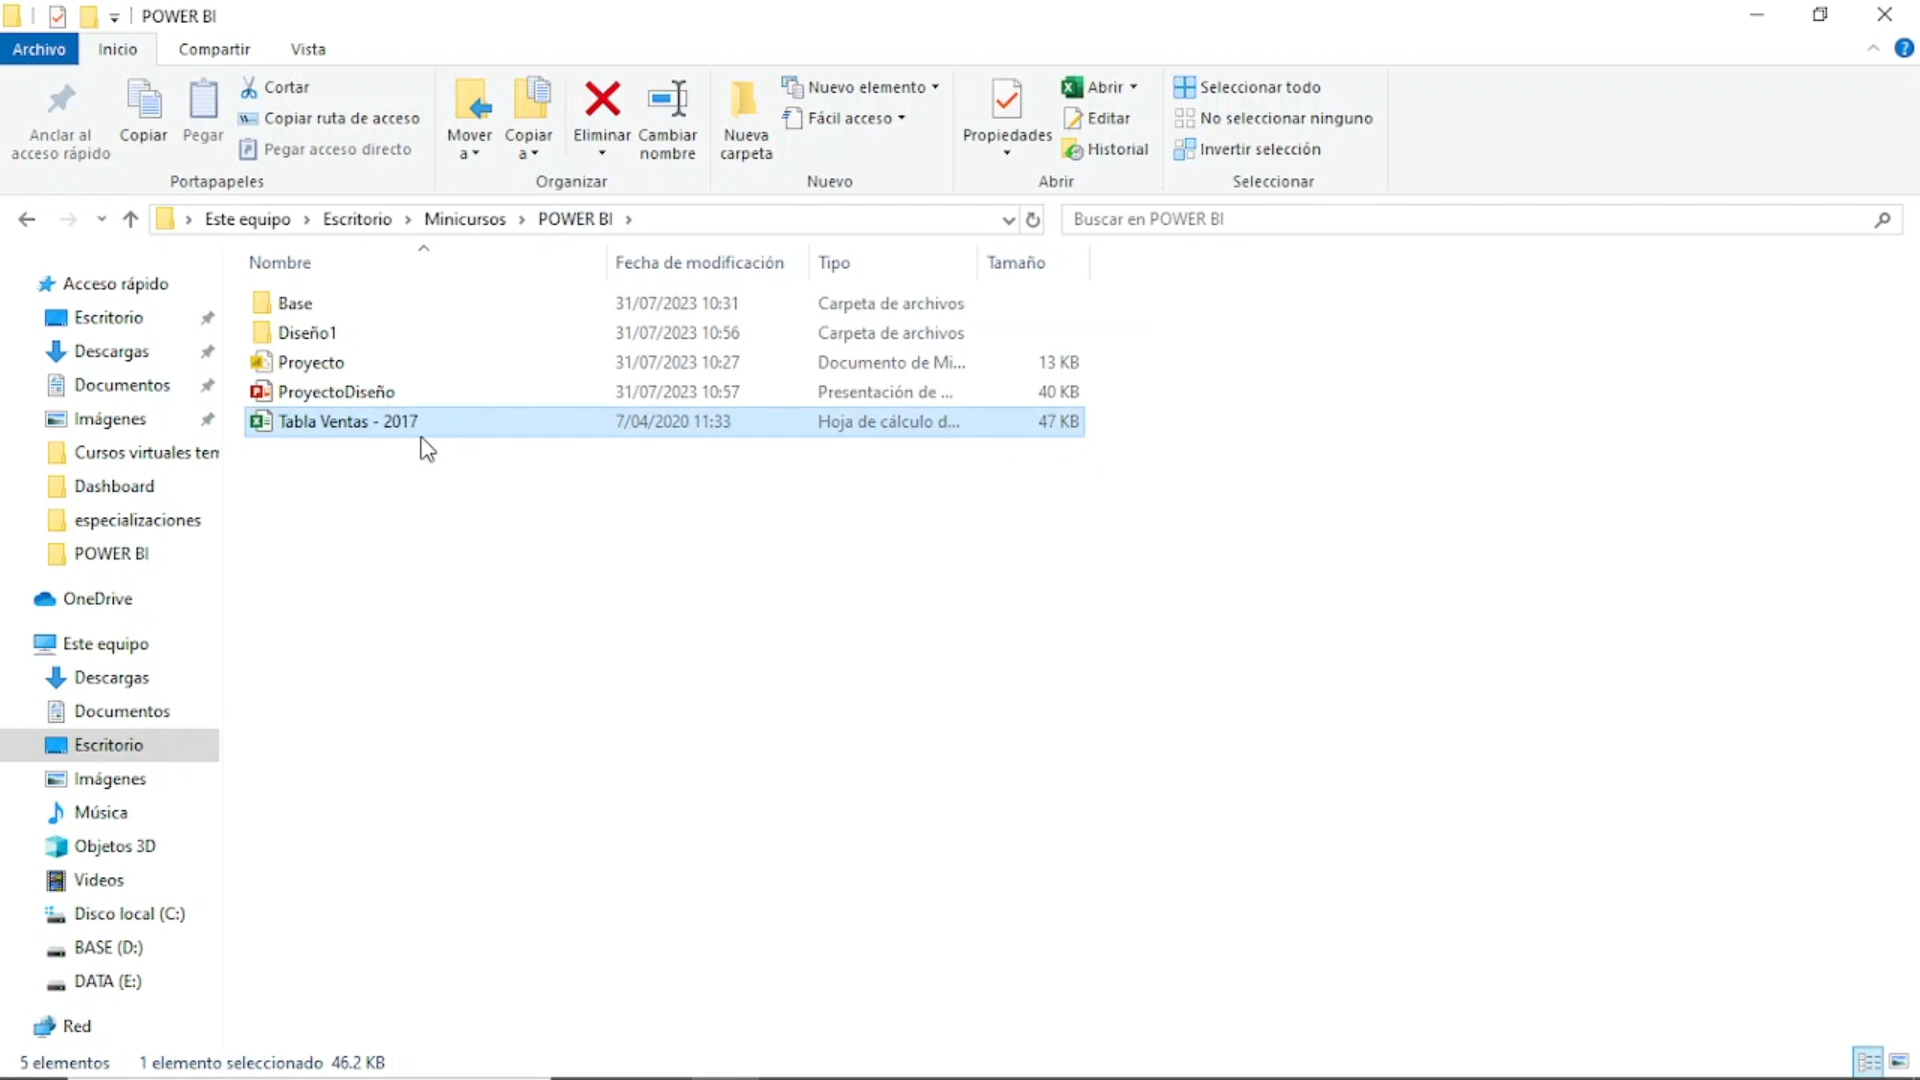 POWER BI
Archivo Inicio Compartir Vista
Anclar al acceso rápido
Copiar
Pegar
Cortar
Copiar ruta de acceso
Pegar acceso directo
Portapapeles
Mover a
Copiar a
Eliminar
Cambiar nombre
Organizar
Nueva carpeta
Nuevo elemento
Fácil acceso
Nuevo
Propiedades
Abrir
Editar
Historial
Abrir
Seleccionar todo
No seleccionar ninguno
Invertir selección
Seleccionar
Este equipo > Escritorio > Minicursos > POWER BI >
Buscar en POWER BI
Nombre Fecha de modificación Tipo Tamaño
Base 31/07/2023 10:31 Carpeta de archivos
Diseño1 31/07/2023 10:56 Carpeta de archivos
Proyecto 31/07/2023 10:27 Documento de Mi... 13 KB
ProyectoDiseño 31/07/2023 10:57 Presentación de ... 40 KB
Tabla Ventas - 2017 7/04/2020 11:33 Hoja de cálculo d... 47 KB
Acceso rápido
Escritorio
Descargas
Documentos
Imágenes
Cursos virtuales tem
Dashboard
especializaciones
POWER BI
OneDrive
Este equipo
Descargas
Documentos
Escritorio
Imágenes
Música
Objetos 3D
Videos
Disco local (C:)
BASE (D:)
DATA (E:)
Red
5 elementos 1 elemento seleccionado 46.2 KB